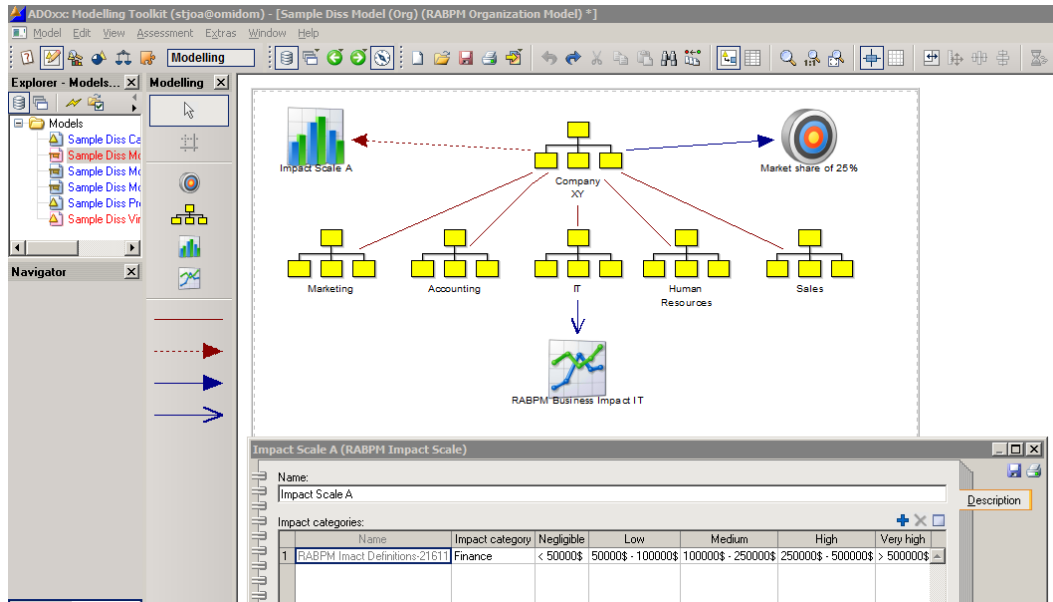 ADOxx: Modelling Toolkit (stjoa@omidom) - [Sample Diss Model (Org) (RABPM Organization Model) *]
Model Edit View Assessment Extras Window Help
Modelling
Explorer - Models...
Modelling
Models
Sample Diss Ca
Sample Diss Mo
Sample Diss Mo
Sample Diss Mo
Sample Diss Pro
Sample Diss Vir
Navigator
Impact Scale A
Company
XY
Market share of 25%
Marketing
Accounting
IT
Human
Resources
Sales
RABPM Business Impact IT
Impact Scale A (RABPM Impact Scale)
Name:
Impact Scale A
Description
Impact categories:
Name Impact category Negligible Low Medium High Very high
1 RABPM Imact Definitions-21611 Finance < 50000$ 50000$ - 100000$ 100000$ - 250000$ 250000$ - 500000$ > 500000$